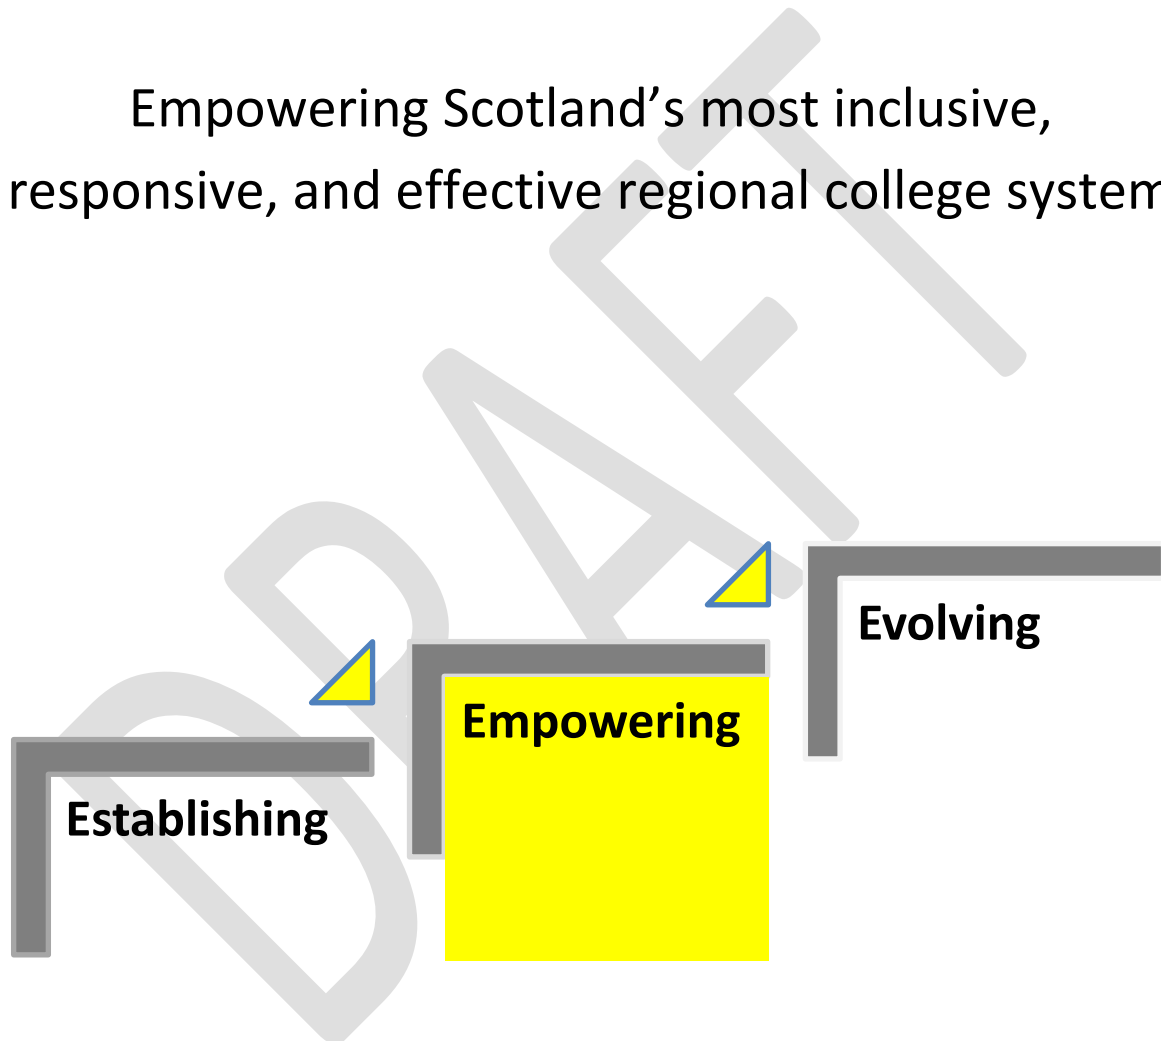 Empowering Scotland’s most inclusive,
responsive, and effective regional college system
DRAFT
Evolving
Empowering
Establishing